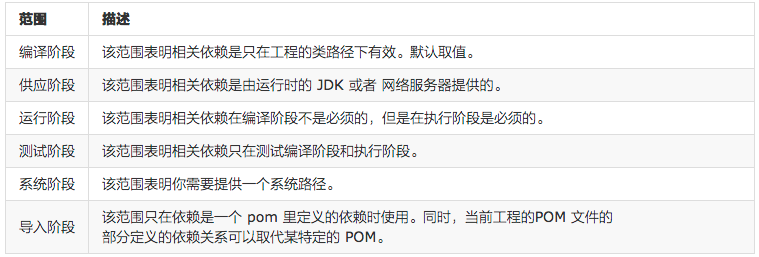 范围 描述
编译阶段 该范围表明相关依赖是只在工程的类路径下有效。默认取值。
供应阶段 该范围表明相关依赖是由运行时的 JDK 或者 网络服务器提供的。
运行阶段 该范围表明相关依赖在编译阶段不是必须的，但是在执行阶段是必须的。
测试阶段 该范围表明相关依赖只在测试编译阶段和执行阶段。
系统阶段 该范围表明你需要提供一个系统路径。
导入阶段 该范围只在依赖是一个 pom 里定义的依赖时使用。同时，当前工程的POM 文件的
部分定义的依赖关系可以取代某特定的 POM。